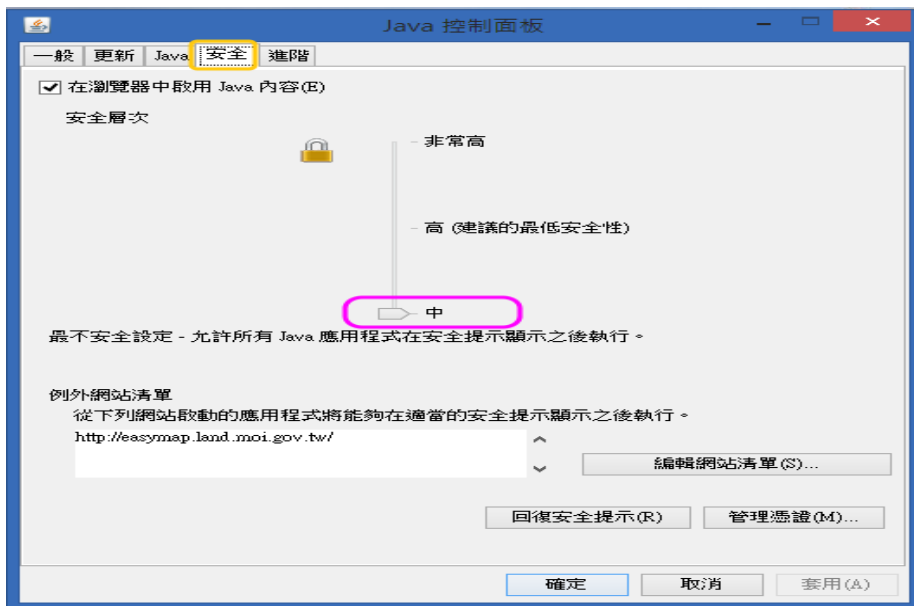 Java 控制面板
一般 更新 Java 安全 進階
在瀏覽器中啟用 Java 內容(E)
安全層次
非常高
高 (建議的最低安全性)
中
最不安全設定 - 允許所有 Java 應用程式在安全提示顯示之後執行。
例外網站清單
從下列網站啟動的應用程式將能夠在適當的安全提示顯示之後執行。
http://easymap.land.moi.gov.tw/
編輯網站清單(S)...
回復安全提示(R) 管理憑證(M)...
確定 取消 套用(A)